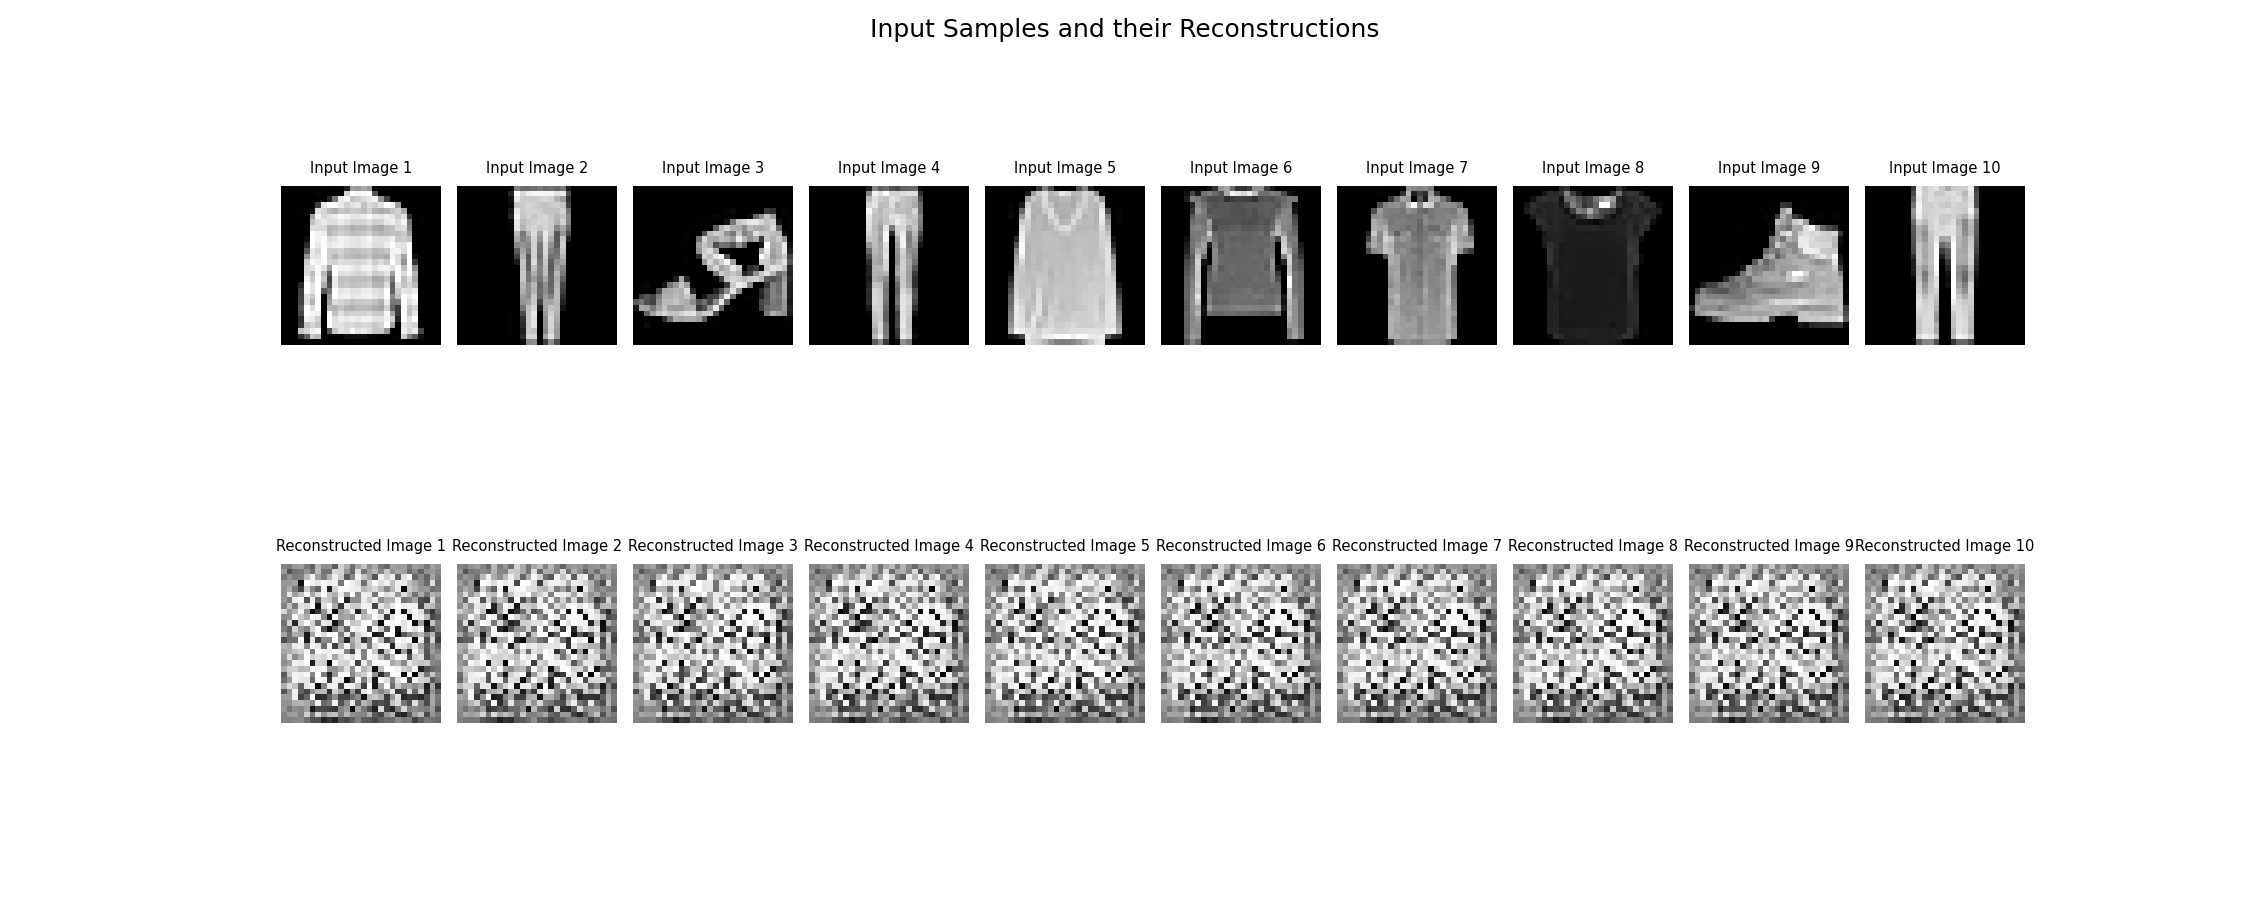 Input Samples and their Reconstructions
Input Image 1 Input Image 2 Input Image 3 Input Image 4 Input Image 5 Input Image 6 Input Image 7 Input Image 8 Input Image 9 Input Image 10
Reconstructed Image 1 Reconstructed Image 2 Reconstructed Image 3 Reconstructed Image 4 Reconstructed Image 5 Reconstructed Image 6 Reconstructed Image 7 Reconstructed Image 8 Reconstructed Image 9 Reconstructed Image 10